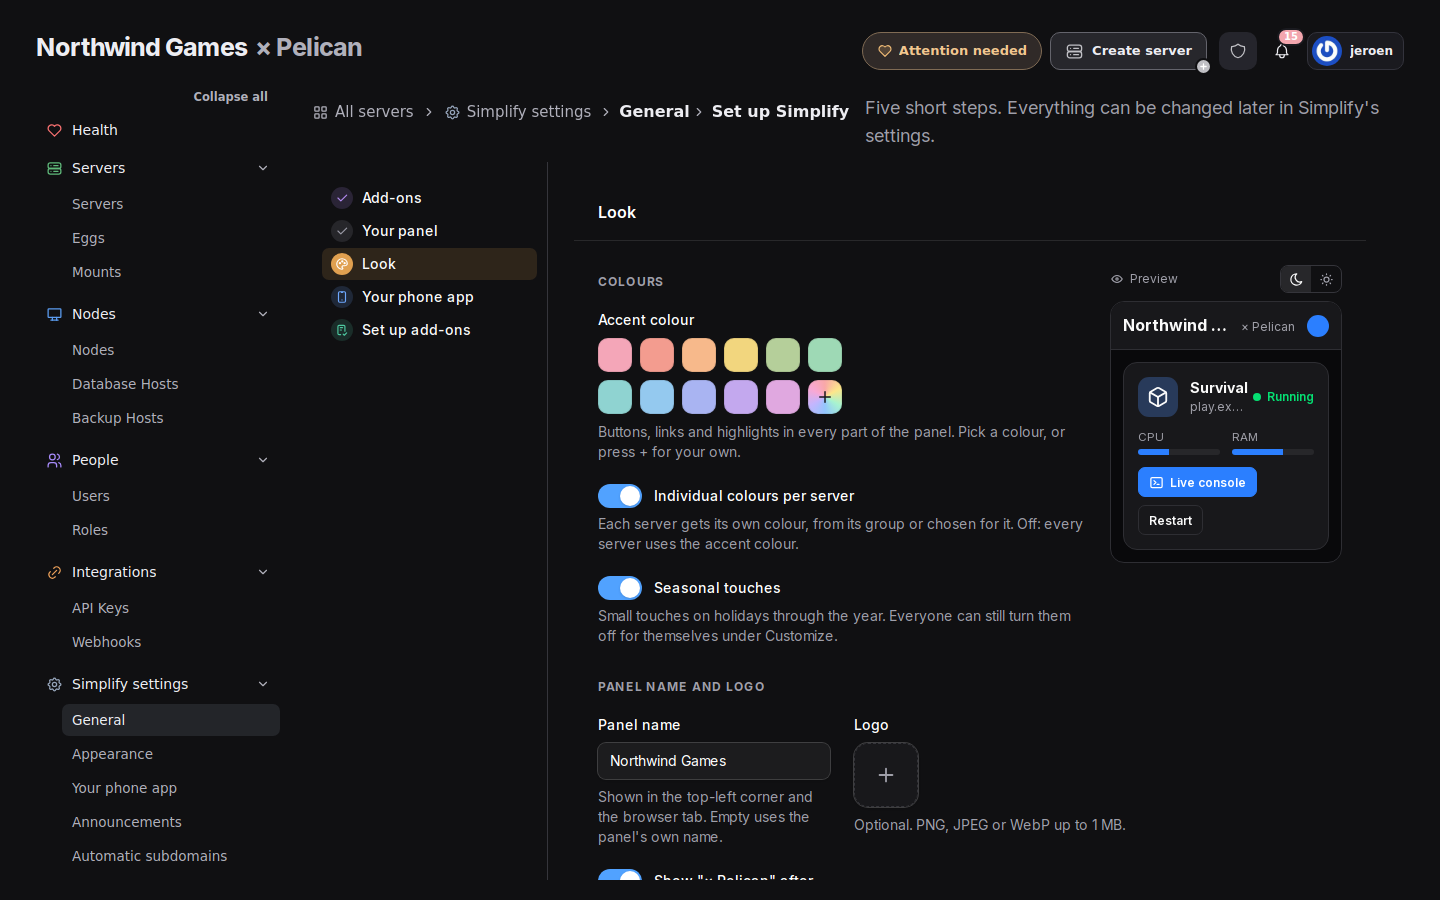 Northwind Games × Pelican
Attention needed
Create server
15
jeroen
Collapse all
Health
Servers
Servers
Eggs
Mounts
Nodes
Nodes
Database Hosts
Backup Hosts
People
Users
Roles
Integrations
API Keys
Webhooks
Simplify settings
General
Appearance
Your phone app
Announcements
Automatic subdomains
All servers > Simplify settings > General > Set up Simplify
Five short steps. Everything can be changed later in Simplify's
settings.
Add-ons
Your panel
Look
Your phone app
Set up add-ons
Look
COLOURS
Accent colour
Buttons, links and highlights in every part of the panel. Pick a colour, or
press + for your own.
Individual colours per server
Each server gets its own colour, from its group or chosen for it. Off: every
server uses the accent colour.
Seasonal touches
Small touches on holidays through the year. Everyone can still turn them
off for themselves under Customize.
PANEL NAME AND LOGO
Panel name
Northwind Games
Shown in the top-left corner and
the browser tab. Empty uses the
panel's own name.
Logo
Optional. PNG, JPEG or WebP up to 1 MB.
Show "× Pelican" after
Preview
Northwind ... × Pelican
Survival
play.ex...
Running
CPU
RAM
Live console
Restart